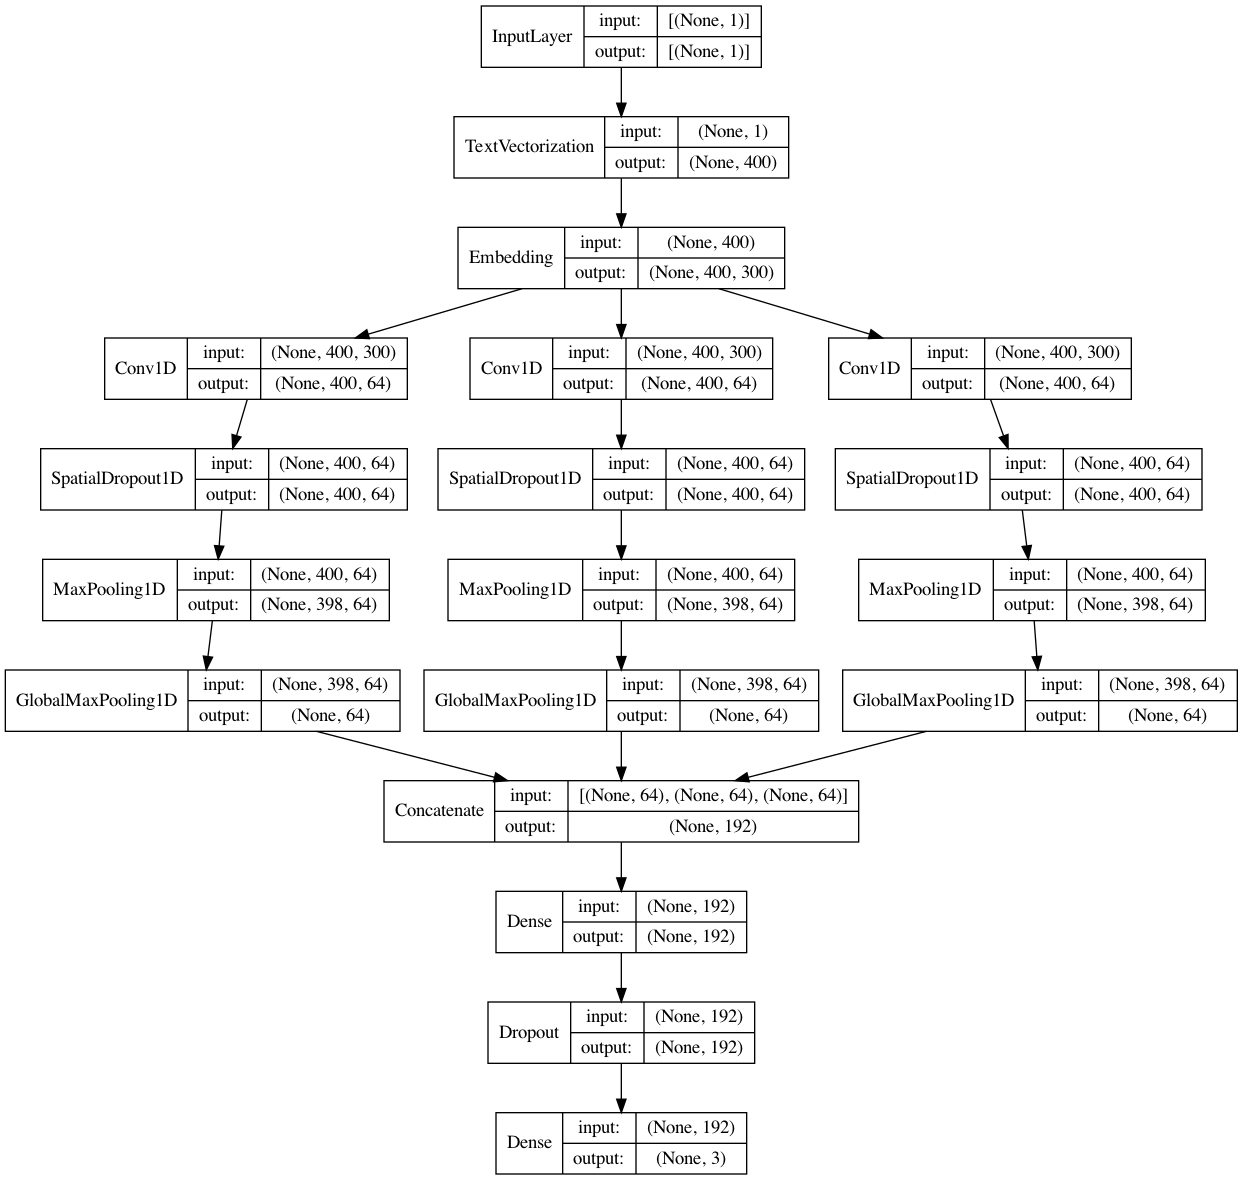 InputLayer
input: [(None, 1)]
output: [(None, 1)]
TextVectorization
input: (None, 1)
output: (None, 400)
Embedding
input: (None, 400)
output: (None, 400, 300)
Conv1D
input: (None, 400, 300)
output: (None, 400, 64)
Conv1D
input: (None, 400, 300)
output: (None, 400, 64)
Conv1D
input: (None, 400, 300)
output: (None, 400, 64)
SpatialDropout1D
input: (None, 400, 64)
output: (None, 400, 64)
SpatialDropout1D
input: (None, 400, 64)
output: (None, 400, 64)
SpatialDropout1D
input: (None, 400, 64)
output: (None, 400, 64)
MaxPooling1D
input: (None, 400, 64)
output: (None, 398, 64)
MaxPooling1D
input: (None, 400, 64)
output: (None, 398, 64)
MaxPooling1D
input: (None, 400, 64)
output: (None, 398, 64)
GlobalMaxPooling1D
input: (None, 398, 64)
output: (None, 64)
GlobalMaxPooling1D
input: (None, 398, 64)
output: (None, 64)
GlobalMaxPooling1D
input: (None, 398, 64)
output: (None, 64)
Concatenate
input: [(None, 64), (None, 64), (None, 64)]
output: (None, 192)
Dense
input: (None, 192)
output: (None, 192)
Dropout
input: (None, 192)
output: (None, 192)
Dense
input: (None, 192)
output: (None, 3)